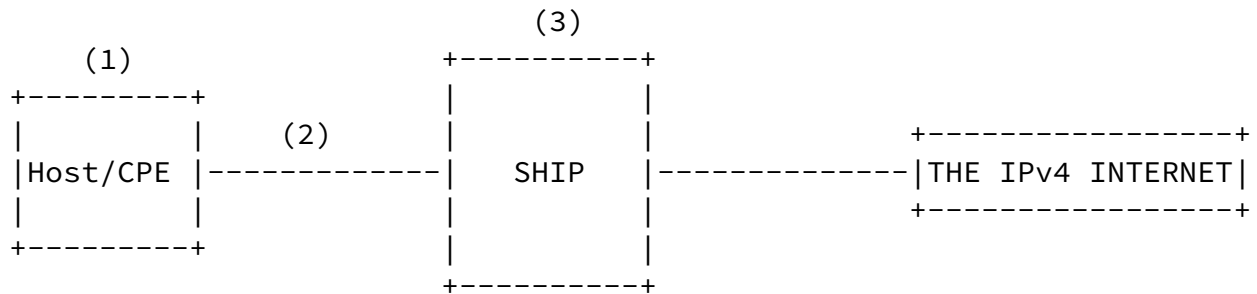 (3)
(1)
(2)
Host/CPE SHIP THE IPv4 INTERNET